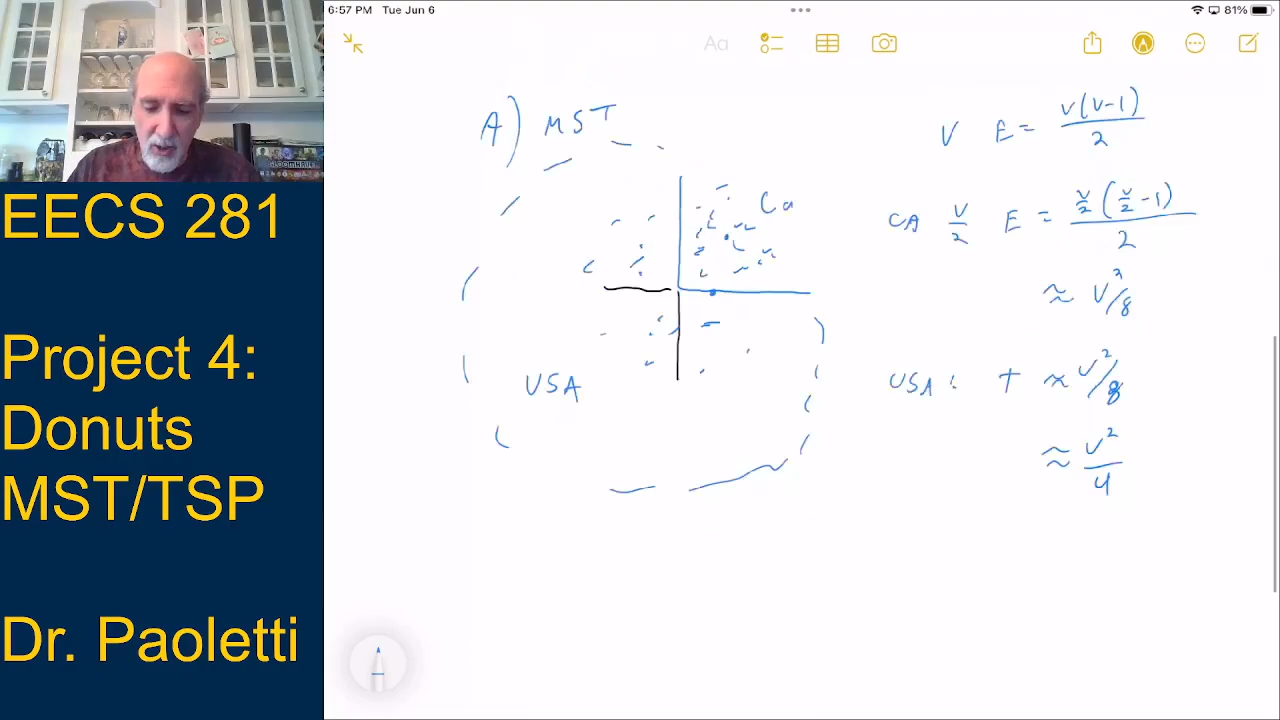 6:57 PM Tue Jun 6
81%
Aa
A) MST
V E = V(V-1)/2
Ca
CA V/2 E = V/2(V/2-1)/2
≈ V²/8
USA
USA: + ≈ V²/8
≈ V²/4
EECS 281
Project 4:
Donuts
MST/TSP
Dr. Paoletti